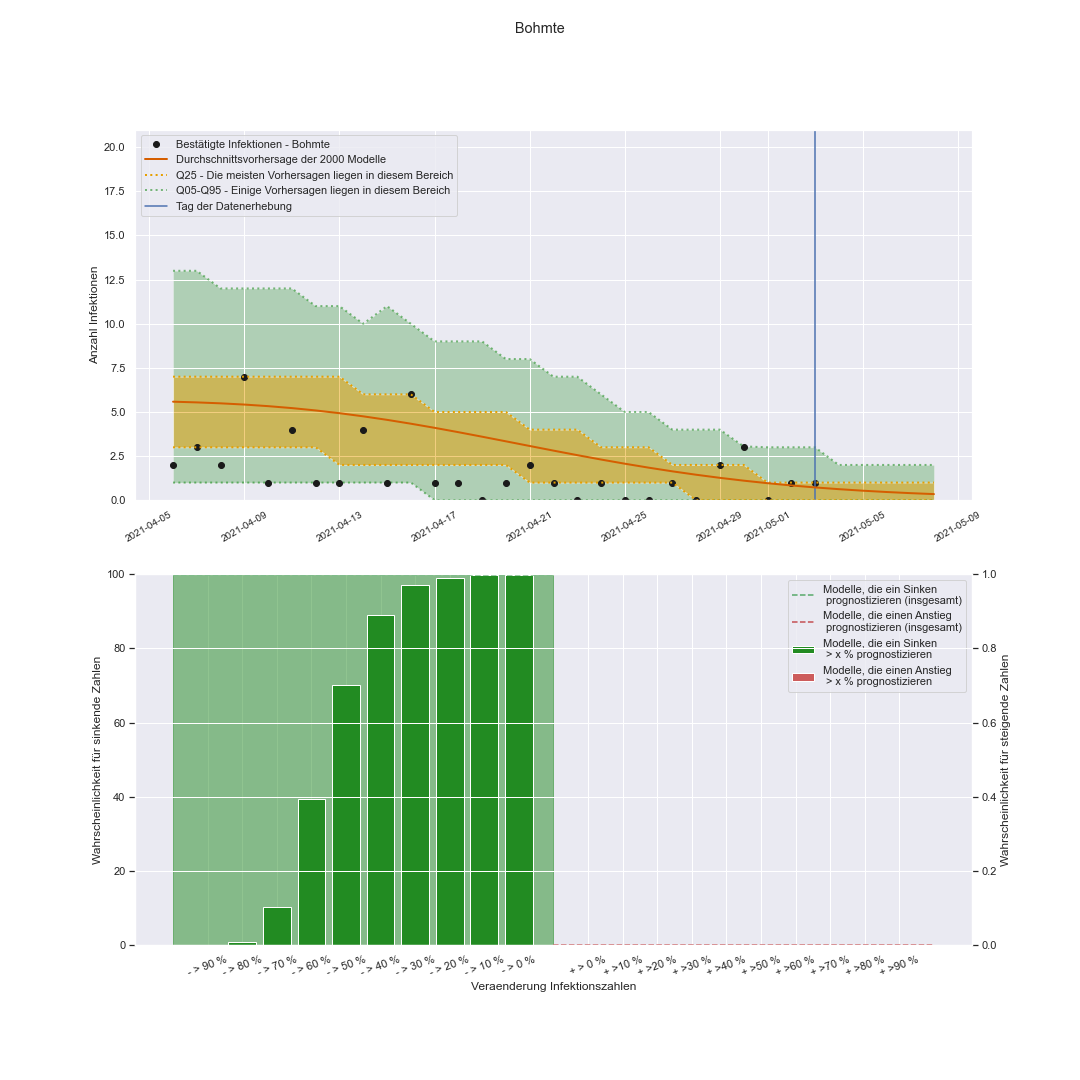 Bohmte
20.0
17.5
15.0
12.5
10.0
7.5
5.0
2.5
0.0
Anzahl Infektionen
Bestätigte Infektionen - Bohmte
Durchschnittsvorhersage der 2000 Modelle
Q25 - Die meisten Vorhersagen liegen in diesem Bereich
Q05-Q95 - Einige Vorhersagen liegen in diesem Bereich
Tag der Datenerhebung
2021-04-05
2021-04-09
2021-04-13
2021-04-17
2021-04-21
2021-04-25
2021-04-29
2021-05-01
2021-05-05
2021-05-09
100
80
60
40
20
0
Wahrscheinlichkeit für sinkende Zahlen
Modelle, die ein Sinken
prognostizieren (insgesamt)
Modelle, die einen Anstieg
prognostizieren (insgesamt)
Modelle, die ein Sinken
> x % prognostizieren
Modelle, die einen Anstieg
> x % prognostizieren
1.0
0.8
0.6
0.4
0.2
0.0
Wahrscheinlichkeit für steigende Zahlen
- > 90 %
- > 80 %
- > 70 %
- > 60 %
- > 50 %
- > 40 %
- > 30 %
- > 20 %
- > 10 %
- > 0 %
+ > 0 %
+ >10 %
+ >20 %
+ >30 %
+ >40 %
+ >50 %
+ >60 %
+ >70 %
+ >80 %
+ >90 %
Veraenderung Infektionszahlen